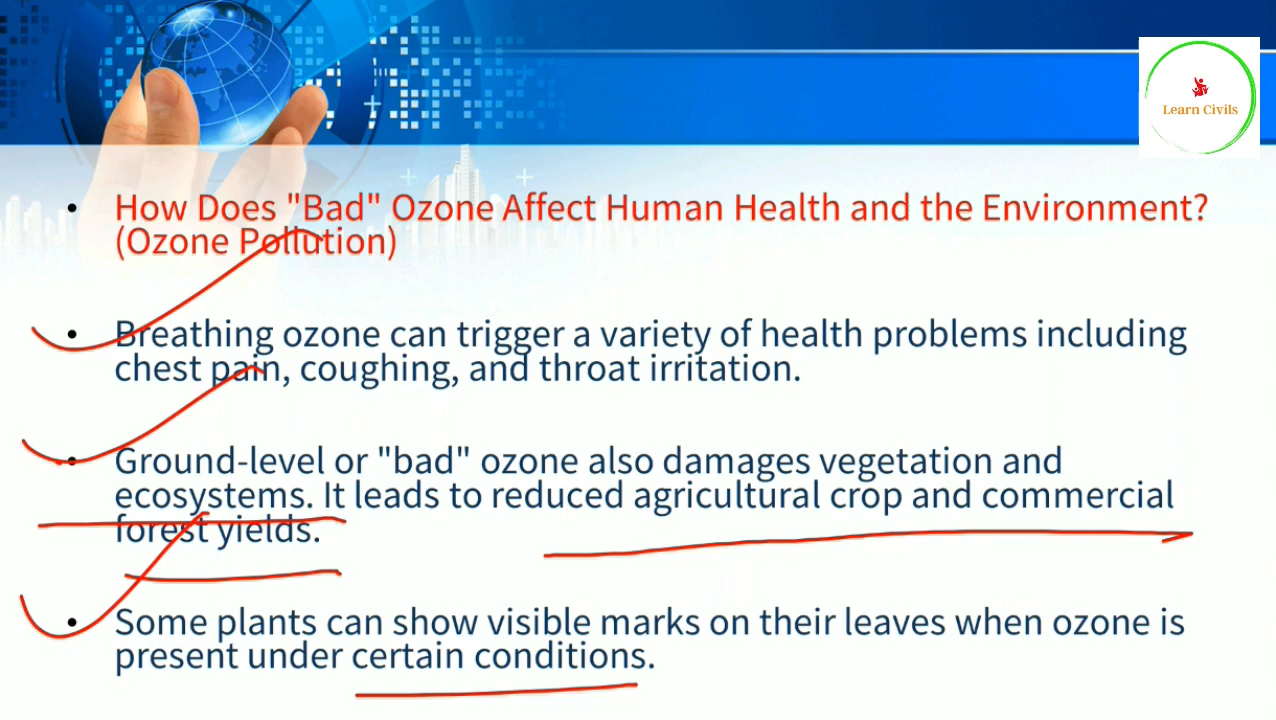 Learn Civils
• How Does "Bad" Ozone Affect Human Health and the Environment?
(Ozone Pollution)
• Breathing ozone can trigger a variety of health problems including
chest pain, coughing, and throat irritation.
• Ground-level or "bad" ozone also damages vegetation and
ecosystems. It leads to reduced agricultural crop and commercial
forest yields.
• Some plants can show visible marks on their leaves when ozone is
present under certain conditions.